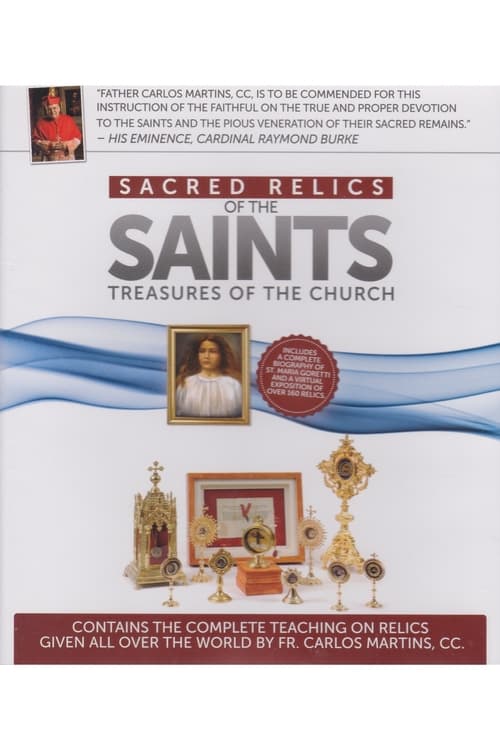 "FATHER CARLOS MARTINS, CC, IS TO BE COMMENDED FOR THIS
INSTRUCTION OF THE FAITHFUL ON THE TRUE AND PROPER DEVOTION
TO THE SAINTS AND THE PIOUS VENERATION OF THEIR SACRED REMAINS."
– HIS EMINENCE, CARDINAL RAYMOND BURKE
SACRED RELICS
OF THE
SAINTS
TREASURES OF THE CHURCH
INCLUDES
A COMPLETE
BIOGRAPHY OF
ST. MARIA GORETTI
AND A VIRTUAL
EXPOSITION OF
OVER 160 RELICS.
CONTAINS THE COMPLETE TEACHING ON RELICS
GIVEN ALL OVER THE WORLD BY FR. CARLOS MARTINS, CC.